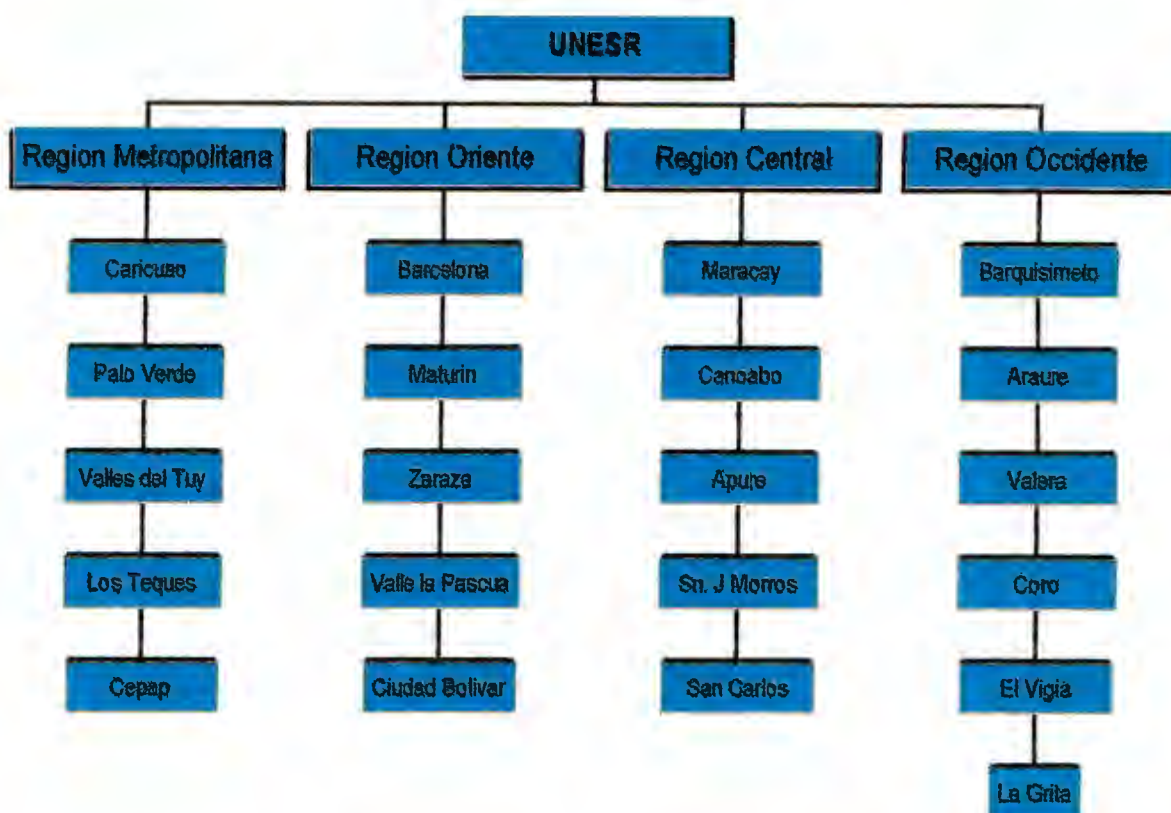 UNESR
Region Metropolitana
Region Oriente
Region Central
Region Occidente
Caricuao
Barcelona
Maracay
Barquisimeto
Palo Verde
Maturin
Canoabo
Araure
Valles del Tuy
Zaraza
Apure
Valera
Los Teques
Valle la Pascua
Sn. J Morros
Coro
Cepap
Ciudad Bolivar
San Carlos
El Vigia
La Grita